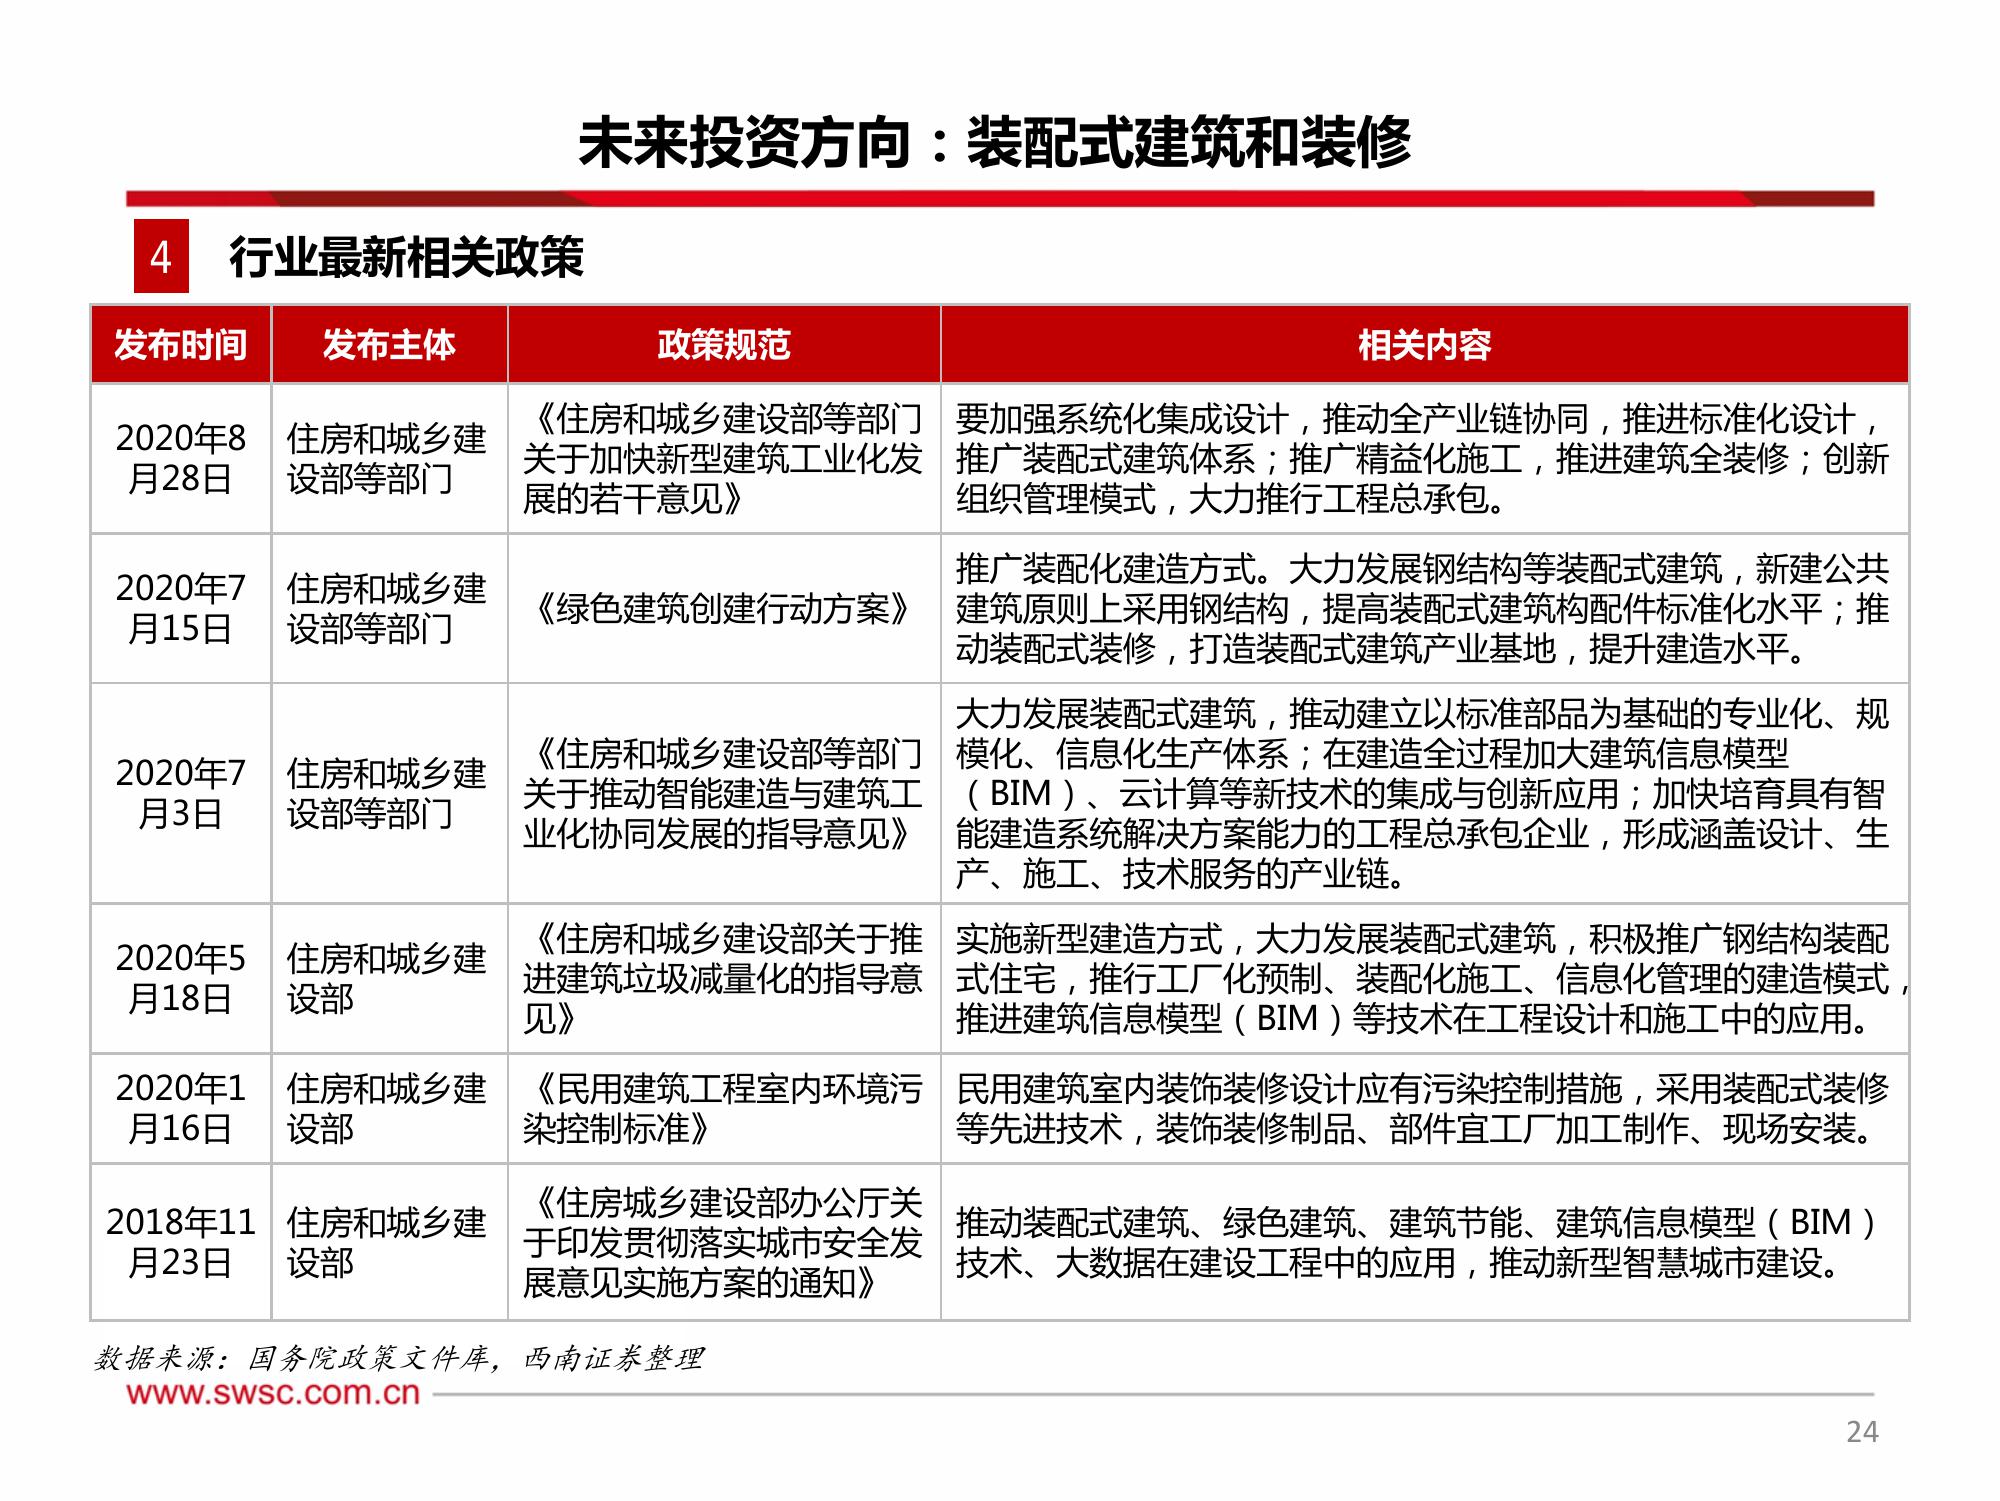 未来投资方向：装配式建筑和装修
4
行业最新相关政策
发布时间
发布主体
政策规范
相关内容
2020年8
月28日
住房和城乡建
设部等部门
《住房和城乡建设部等部门
关于加快新型建筑工业化发
展的若干意见》
要加强系统化集成设计，推动全产业链协同，推进标准化设计，
推广装配式建筑体系；推广精益化施工，推进建筑全装修；创新
组织管理模式，大力推行工程总承包。
2020年7
月15日
住房和城乡建
设部等部门
《绿色建筑创建行动方案》
推广装配化建造方式。大力发展钢结构等装配式建筑，新建公共
建筑原则上采用钢结构，提高装配式建筑构配件标准化水平；推
动装配式装修，打造装配式建筑产业基地，提升建造水平。
2020年7
月3日
住房和城乡建
设部等部门
《住房和城乡建设部等部门
关于推动智能建造与建筑工
业化协同发展的指导意见》
大力发展装配式建筑，推动建立以标准部品为基础的专业化、规
模化、信息化生产体系；在建造全过程加大建筑信息模型
（BIM）、云计算等新技术的集成与创新应用；加快培育具有智
能建造系统解决方案能力的工程总承包企业，形成涵盖设计、生
产、施工、技术服务的产业链。
2020年5
月18日
住房和城乡建
设部
《住房和城乡建设部关于推
进建筑垃圾减量化的指导意
见》
实施新型建造方式，大力发展装配式建筑，积极推广钢结构装配
式住宅，推行工厂化预制、装配化施工、信息化管理的建造模式，
推进建筑信息模型（BIM）等技术在工程设计和施工中的应用。
2020年1
月16日
住房和城乡建
设部
《民用建筑工程室内环境污
染控制标准》
民用建筑室内装饰装修设计应有污染控制措施，采用装配式装修
等先进技术，装饰装修制品、部件宜工厂加工制作、现场安装。
2018年11
月23日
住房和城乡建
设部
《住房城乡建设部办公厅关
于印发贯彻落实城市安全发
展意见实施方案的通知》
推动装配式建筑、绿色建筑、建筑节能、建筑信息模型（BIM）
技术、大数据在建设工程中的应用，推动新型智慧城市建设。
数据来源：国务院政策文件库，西南证券整理
www.swsc.com.cn
24